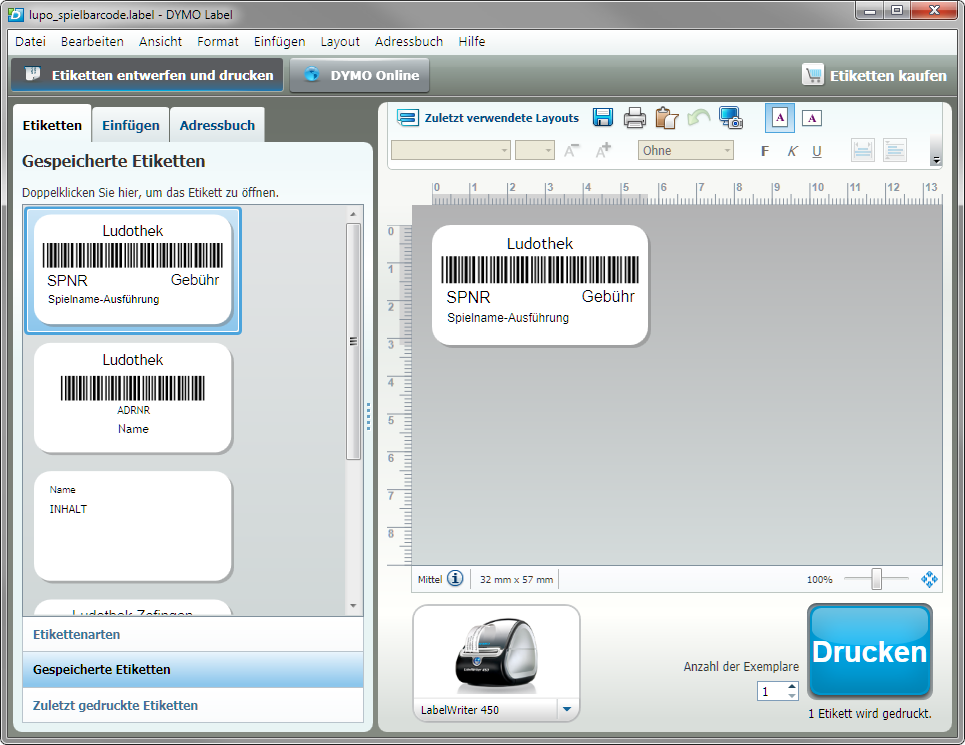 lupo_spielbarcode.label - DYMO Label
Datei Bearbeiten Ansicht Format Einfügen Layout Adressbuch Hilfe
Etiketten entwerfen und drucken DYMO Online Etiketten kaufen
Etiketten Einfügen Adressbuch
Gespeicherte Etiketten
Doppelklicken Sie hier, um das Etikett zu öffnen.
Ludothek
SPNR Gebühr
Spielname-Ausführung
Ludothek
ADRNR
Name
Name
INHALT
Ludothek Zofingen
Etikettenarten
Gespeicherte Etiketten
Zuletzt gedruckte Etiketten
Zuletzt verwendete Layouts A A
A A Ohne F K U
0 1 2 3 4 5 6 7 8 9 10 11 12 13
0
1
2
3
4
5
6
7
8
Ludothek
SPNR Gebühr
Spielname-Ausführung
Mittel 32 mm x 57 mm 100%
LabelWriter 450
LabelWriter 450
Anzahl der Exemplare
1
Drucken
1 Etikett wird gedruckt.